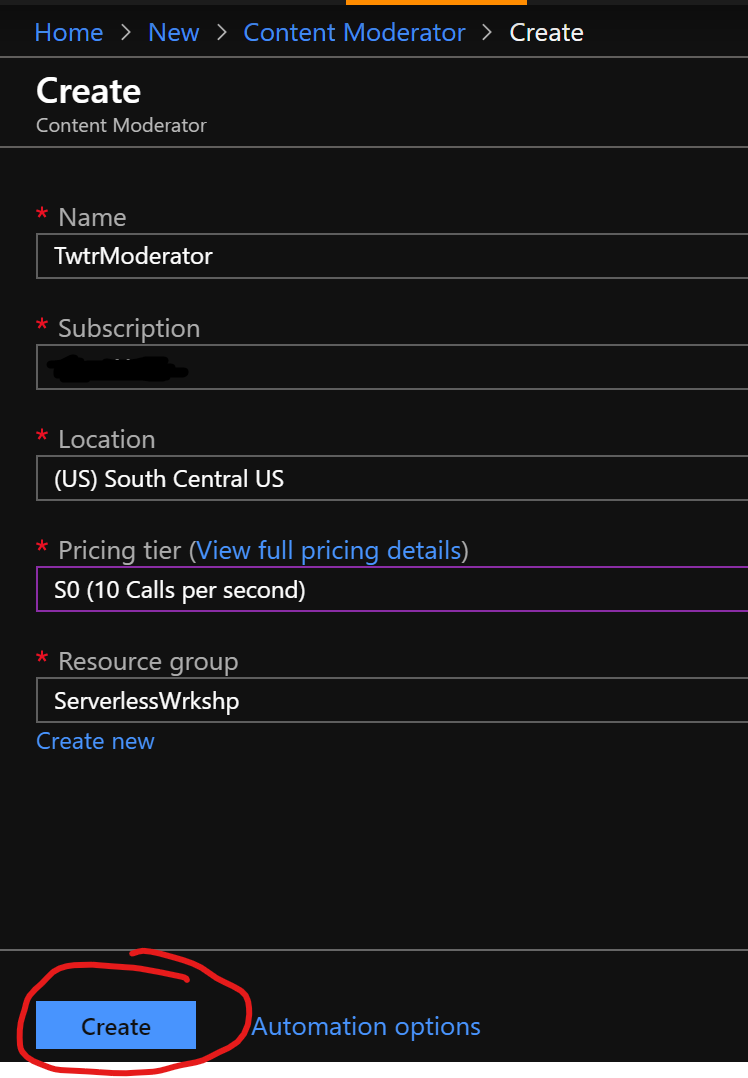 Home > New > Content Moderator > Create
Create
Content Moderator
* Name
TwtrModerator
* Subscription
* Location
(US) South Central US
* Pricing tier (View full pricing details)
S0 (10 Calls per second)
* Resource group
ServerlessWrkshp
Create new
Create Automation options